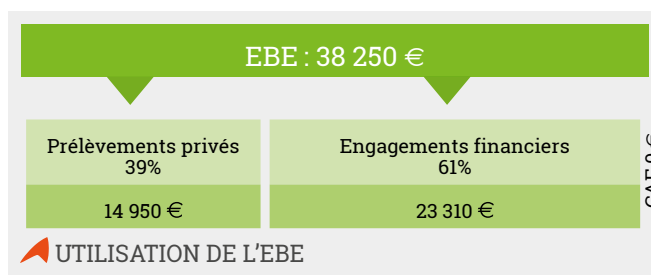 EBE : 38 250 €
Prélèvements privés
39%
14 950 €
Engagements financiers
61%
23 310 €
UTILISATION DE L’EBE